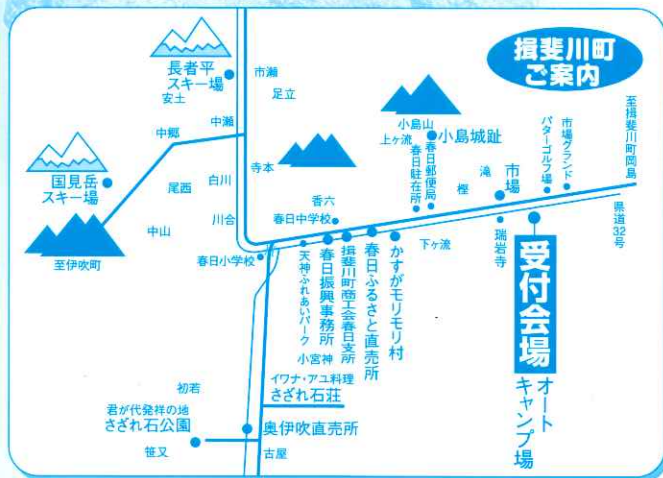 揖斐川町
ご案内
長者平
スキー場
安土
市瀬
足立
中瀬
中郷
国見岳
スキー場
尾西
白川
寺本
川合
中山
至伊吹町
小島山
上ヶ流
小島城趾
春日駐在所
春日郵便局
香六
春日中学校
春日小学校
樫
滝
市場
パターゴルフ場
市場グランド
至揖斐川町岡島
県道32号
瑞岩寺
下ヶ流
受付会場
オート
キャンプ場
天神・ふれあいパーク
春日振興事務所
揖斐川町商工会春日支所
春日ふるさと直売所
かすがモリモリ村
小宮神
イワナ・アユ料理
さざれ石荘
初若
君が代発祥の地
さざれ石公園
笹又
奥伊吹直売所
古屋